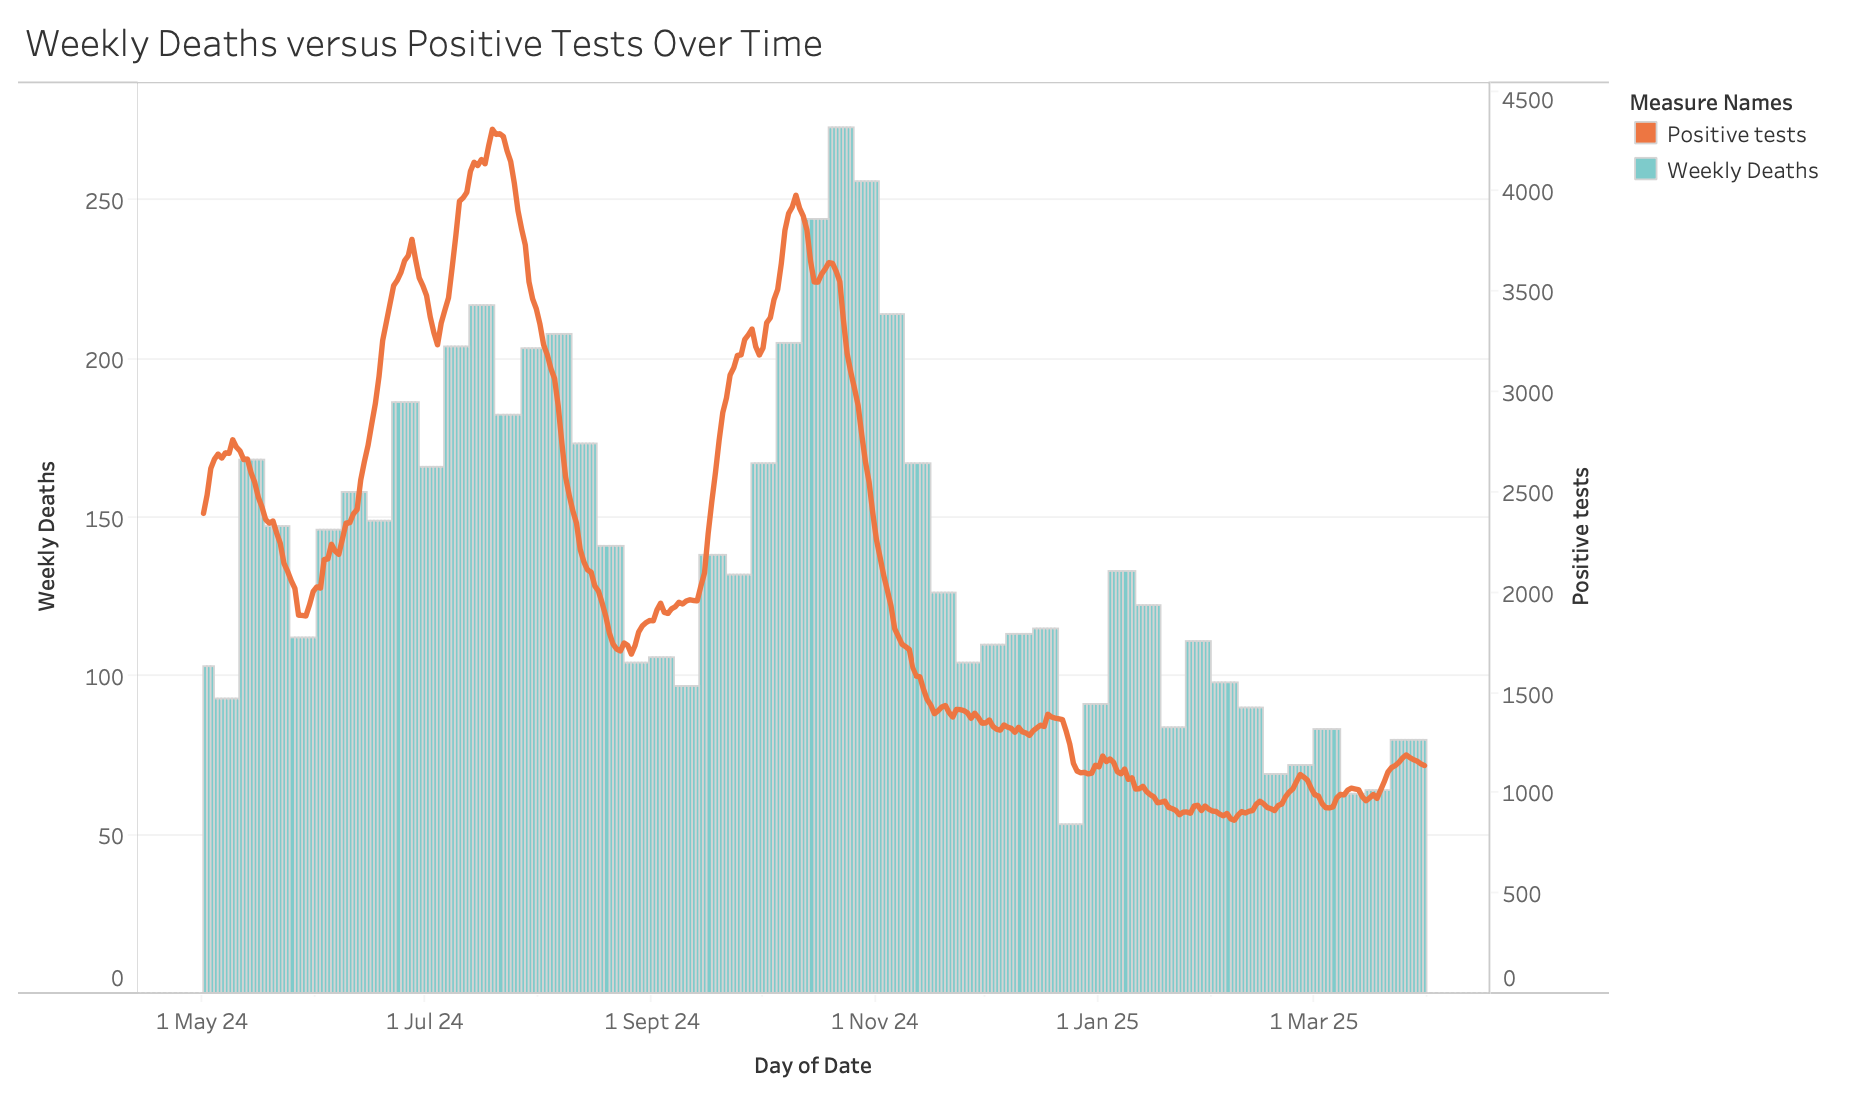 Weekly Deaths versus Positive Tests Over Time
Measure Names
Positive tests
Weekly Deaths
Weekly Deaths
250
200
150
100
50
0
4500
4000
3500
3000
2500
2000
1500
1000
500
0
Positive tests
1 May 24 1 Jul 24 1 Sept 24 1 Nov 24 1 Jan 25 1 Mar 25
Day of Date